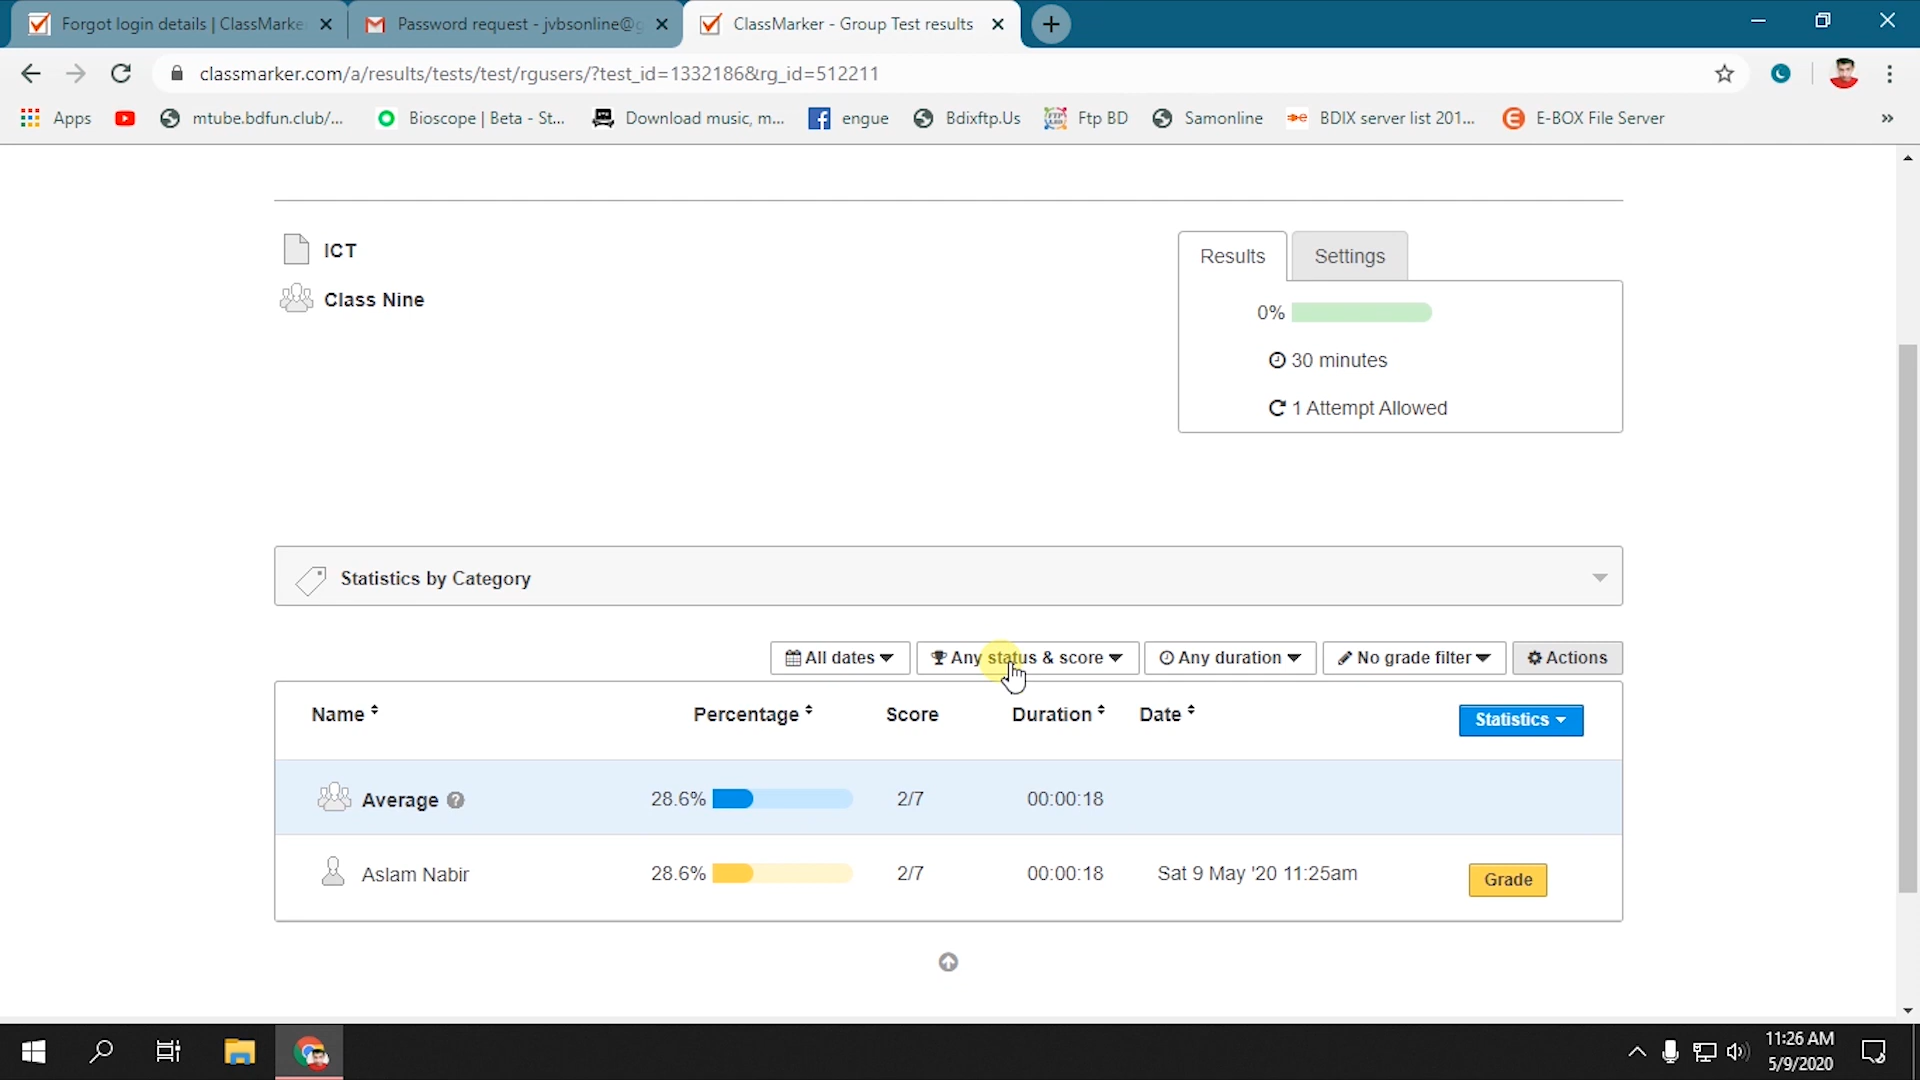 Forgot login details | ClassMarke
Password request - jvbsonline@g
ClassMarker - Group Test results
classmarker.com/a/results/tests/test/rgusers/?test_id=1332186&rg_id=512211
Apps
mtube.bdfun.club/...
Bioscope | Beta - St...
Download music, m...
engue
Bdixftp.Us
Ftp BD
Samonline
BDIX server list 201...
E-BOX File Server
»
ICT
Class Nine
Results
Settings
0%
30 minutes
1 Attempt Allowed
Statistics by Category
All dates
Any status & score
Any duration
No grade filter
Actions
Name
Percentage
Score
Duration
Date
Statistics
Average
28.6%
2/7
00:00:18
Aslam Nabir
28.6%
2/7
00:00:18
Sat 9 May '20 11:25am
Grade
11:26 AM
5/9/2020